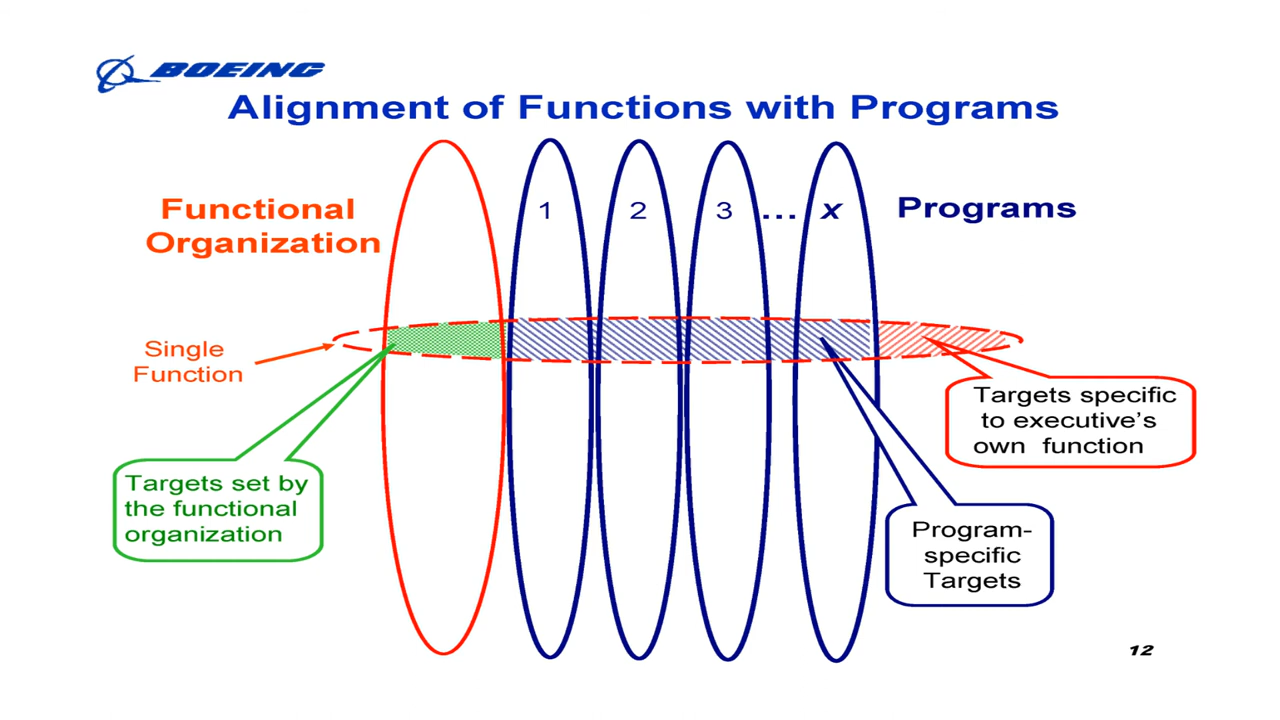 BOEING
Alignment of Functions with Programs
Functional
Organization
1
2
3
...
x
Programs
Single
Function
Targets specific
to executive’s
own function
Targets set by
the functional
organization
Program-
specific
Targets
12